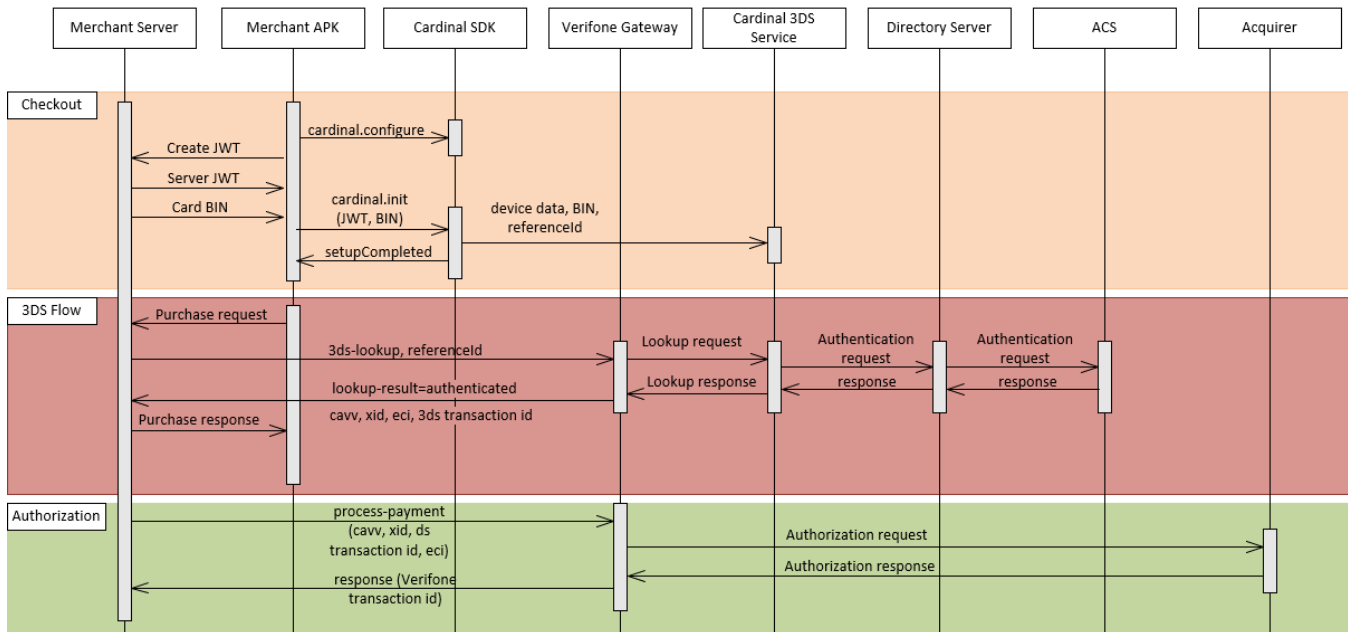 Merchant Server
Merchant APK
Cardinal SDK
Verifone Gateway
Cardinal 3DS
Service
Directory Server
ACS
Acquirer
Checkout
cardinal.configure
Create JWT
Server JWT
Card BIN
cardinal.init
(JWT, BIN)
device data, BIN,
referenceId
setupCompleted
3DS Flow
Purchase request
3ds-lookup, referenceId
Lookup request
Authentication
request
Authentication
request
lookup-result=authenticated
Lookup response
response
response
cavv, xid, eci, 3ds transaction id
Purchase response
Authorization
process-payment
(cavv, xid, ds
transaction id, eci)
Authorization request
Authorization response
response (Verifone
transaction id)